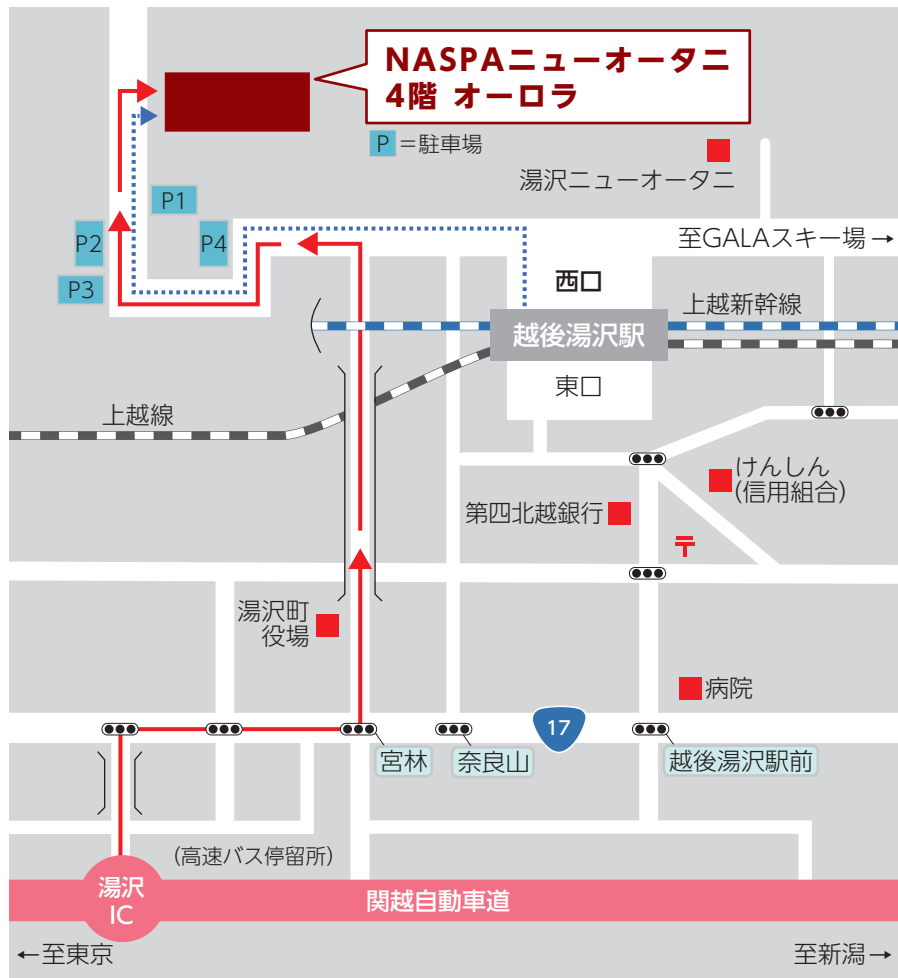 NASPAニューオータニ
4階 オーロラ
P =駐車場
湯沢ニューオータニ
P1
P2
P4
P3
至GALAスキー場→
西口
上越新幹線
越後湯沢駅
東口
上越線
けんしん
(信用組合)
第四北越銀行
〒
湯沢町
役場
病院
17
宮林
奈良山
越後湯沢駅前
(高速バス停留所)
湯沢
IC
関越自動車道
←至東京
至新潟→